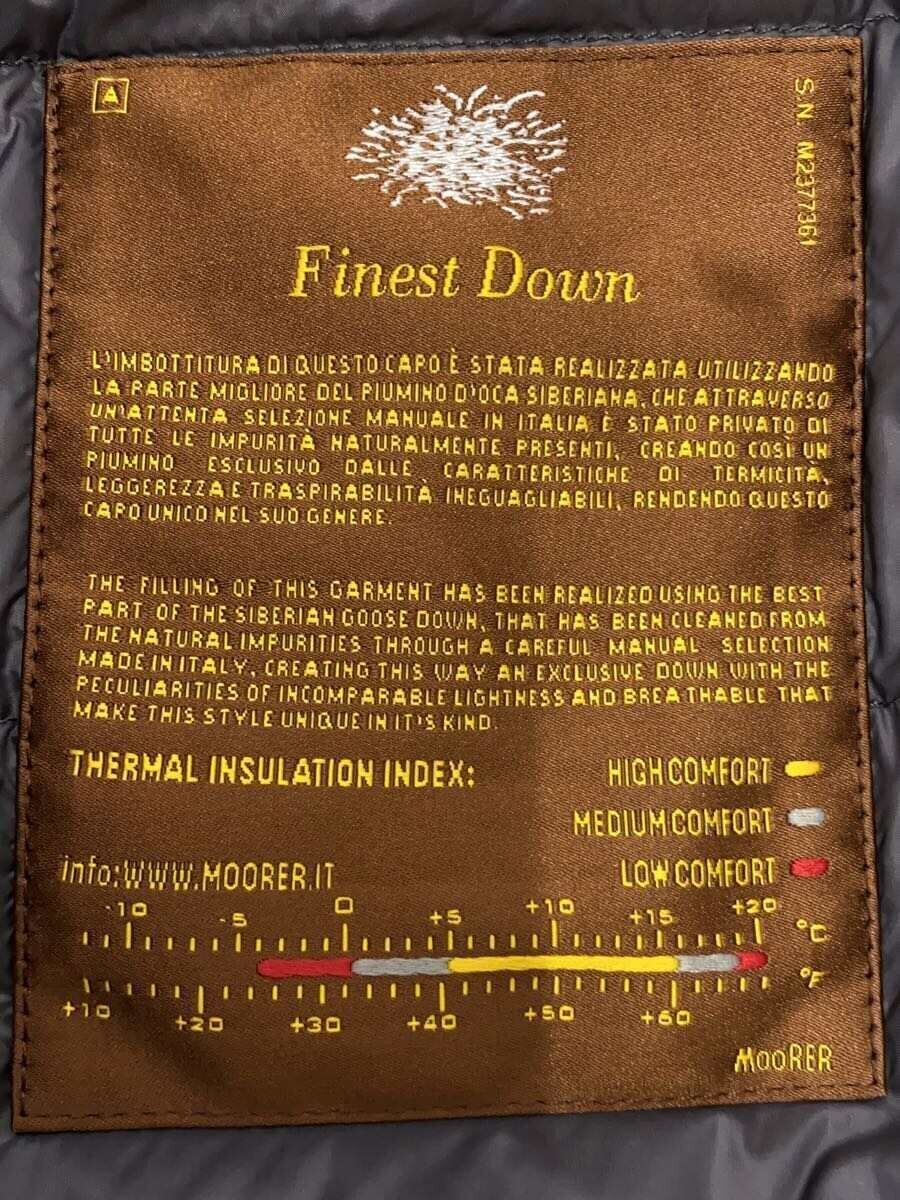 A
S.N. M2377361
Finest Down
L'IMBOTTITURA DI QUESTO CAPO È STATA REALIZZATA UTILIZZANDO
LA PARTE MIGLIORE DEL PIUMINO D'OCA SIBERIANA, CHE ATTRAVERSO
UN'ATTENTA SELEZIONE MANUALE IN ITALIA È STATO PRIVATO DI
TUTTE LE IMPURITÀ NATURALMENTE PRESENTI, CREANDO COSÌ UN
PIUMINO ESCLUSIVO DALLE CARATTERISTICHE DI TERMICITÀ,
LEGGEREZZA E TRASPIRABILITÀ INEGUAGLIABILI, RENDENDO QUESTO
CAPO UNICO NEL SUO GENERE.
THE FILLING OF THIS GARMENT HAS BEEN REALIZED USING THE BEST
PART OF THE SIBERIAN GOOSE DOWN, THAT HAS BEEN CLEANED FROM
THE NATURAL IMPURITIES THROUGH A CAREFUL MANUAL SELECTION
MADE IN ITALY, CREATING THIS WAY AN EXCLUSIVE DOWN WITH THE
PECULIARITIES OF INCOMPARABLE LIGHTNESS AND BREATHABLE THAT
MAKE THIS STYLE UNIQUE IN IT'S KIND.
THERMAL INSULATION INDEX: HIGH COMFORT
MEDIUM COMFORT
info:WWW.MOORER.IT LOW COMFORT
-10 -5 0 +5 +10 +15 +20
°C
°F
+10 +20 +30 +40 +50 +60
MooRER